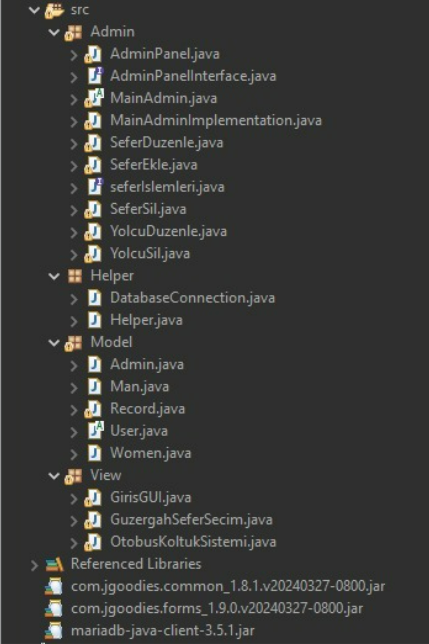 src
Admin
AdminPanel.java
AdminPanelInterface.java
MainAdmin.java
MainAdminImplementation.java
SeferDuzenle.java
SeferEkle.java
seferIslemleri.java
SeferSil.java
YolcuDuzenle.java
YolcuSil.java
Helper
DatabaseConnection.java
Helper.java
Model
Admin.java
Man.java
Record.java
User.java
Women.java
View
GirisGUI.java
GuzergahSeferSecim.java
OtobusKoltukSistemi.java
Referenced Libraries
com.jgoodies.common_1.8.1.v20240327-0800.jar
com.jgoodies.forms_1.9.0.v20240327-0800.jar
mariadb-java-client-3.5.1.jar